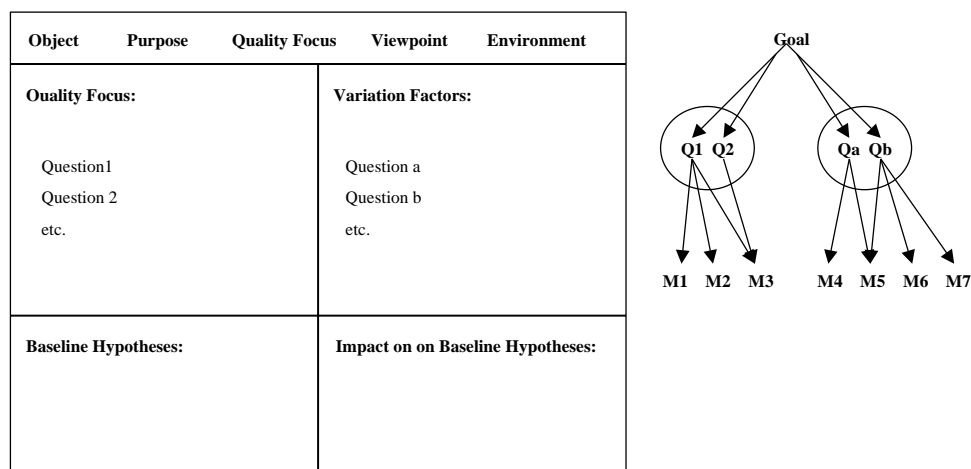 Object Purpose Quality Focus Viewpoint Environment
Ouality Focus:
Question1
Question 2
etc.
Variation Factors:
Question a
Question b
etc.
Baseline Hypotheses:
Impact on on Baseline Hypotheses:
Goal
Q1 Q2 Qa Qb
M1 M2 M3 M4 M5 M6 M7